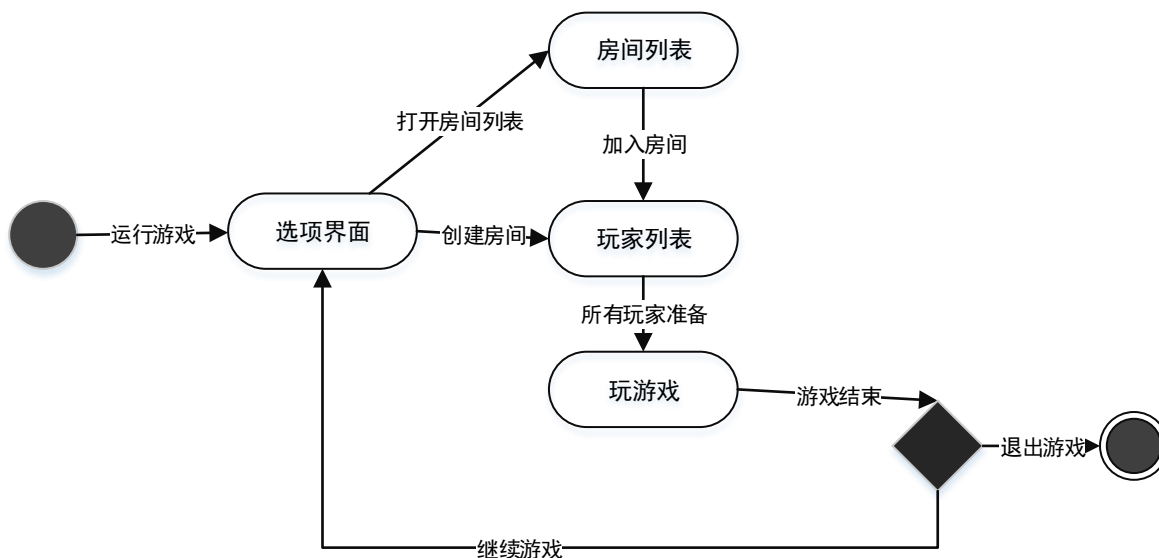 房间列表
打开房间列表
加入房间
运行游戏
选项界面
创建房间
玩家列表
所有玩家准备
玩游戏
游戏结束
退出游戏
继续游戏